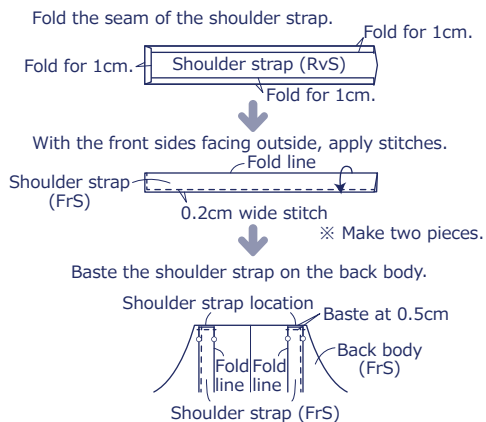 Fold the seam of the shoulder strap.
Fold for 1cm.
Fold for 1cm.
Shoulder strap (RvS)
Fold for 1cm.
With the front sides facing outside, apply stitches.
Fold line
Shoulder strap
(FrS)
0.2cm wide stitch
※ Make two pieces.
Baste the shoulder strap on the back body.
Shoulder strap location
Baste at 0.5cm
Back body
(FrS)
Fold
line
Fold
line
Shoulder strap (FrS)